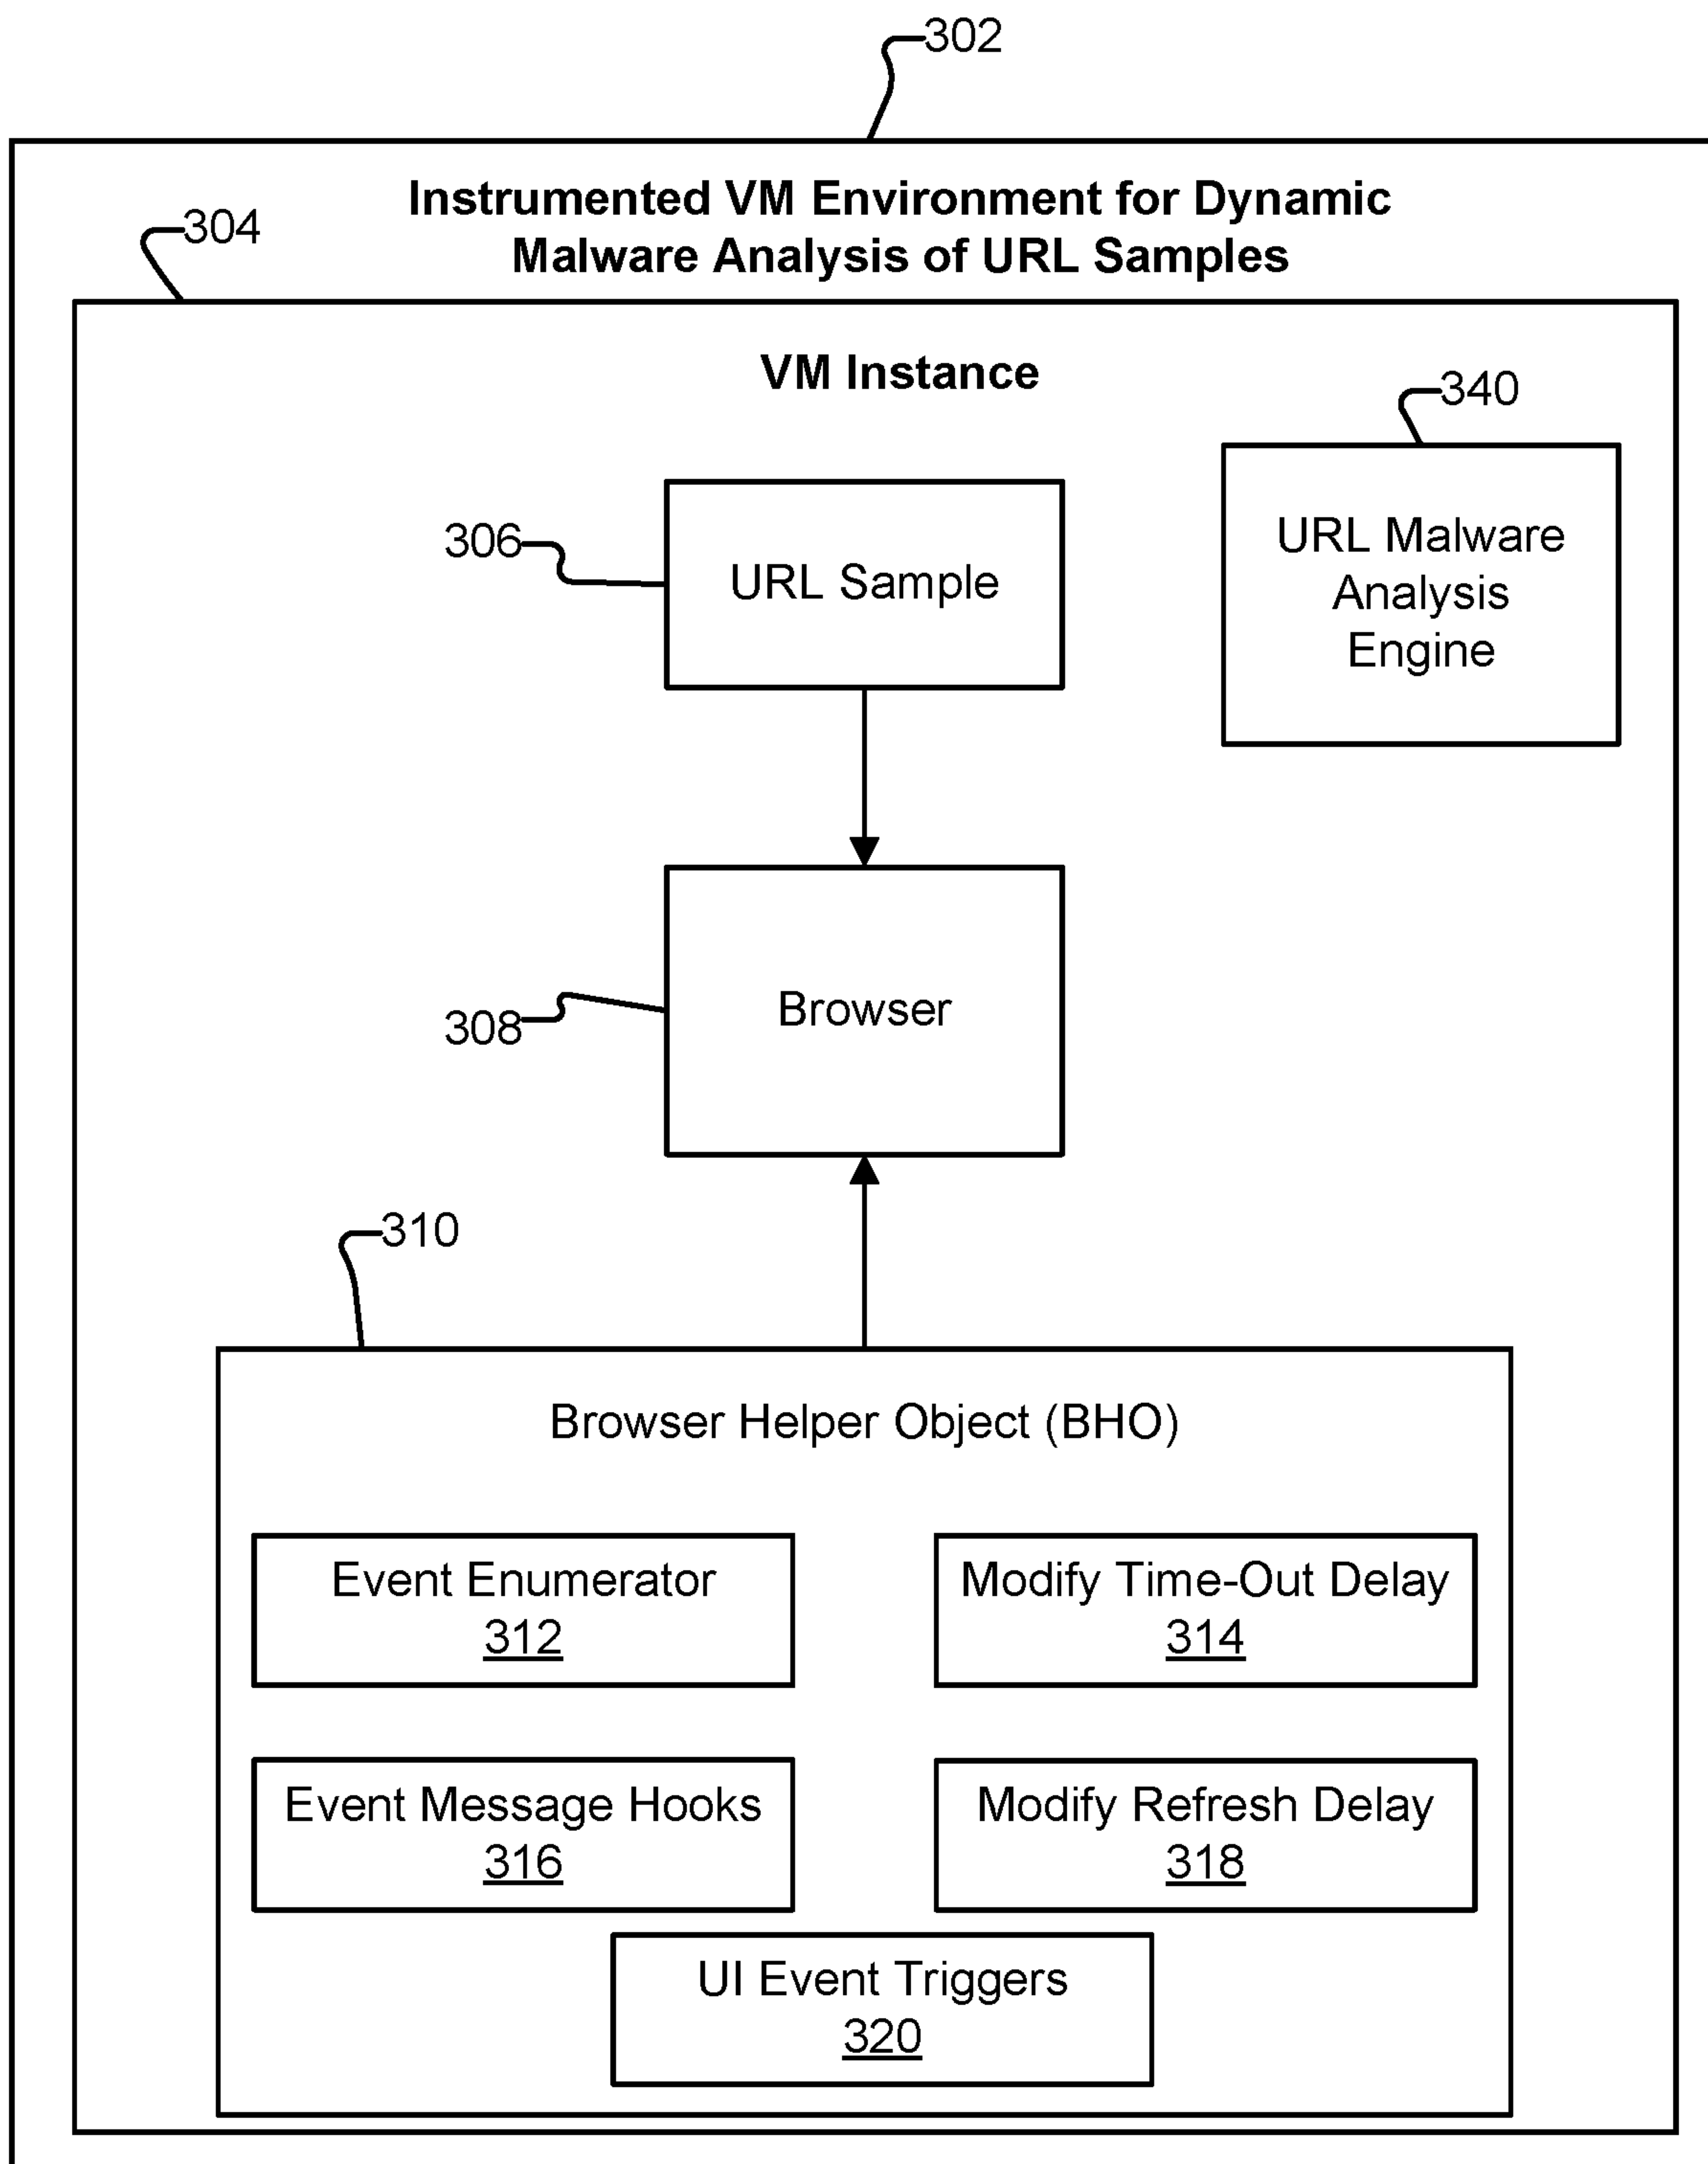 302
Instrumented VM Environment for Dynamic
Malware Analysis of URL Samples
304
VM Instance
340
URL Malware
Analysis
Engine
306
URL Sample
308
Browser
310
Browser Helper Object (BHO)
Event Enumerator
312
Modify Time-Out Delay
314
Event Message Hooks
316
Modify Refresh Delay
318
UI Event Triggers
320